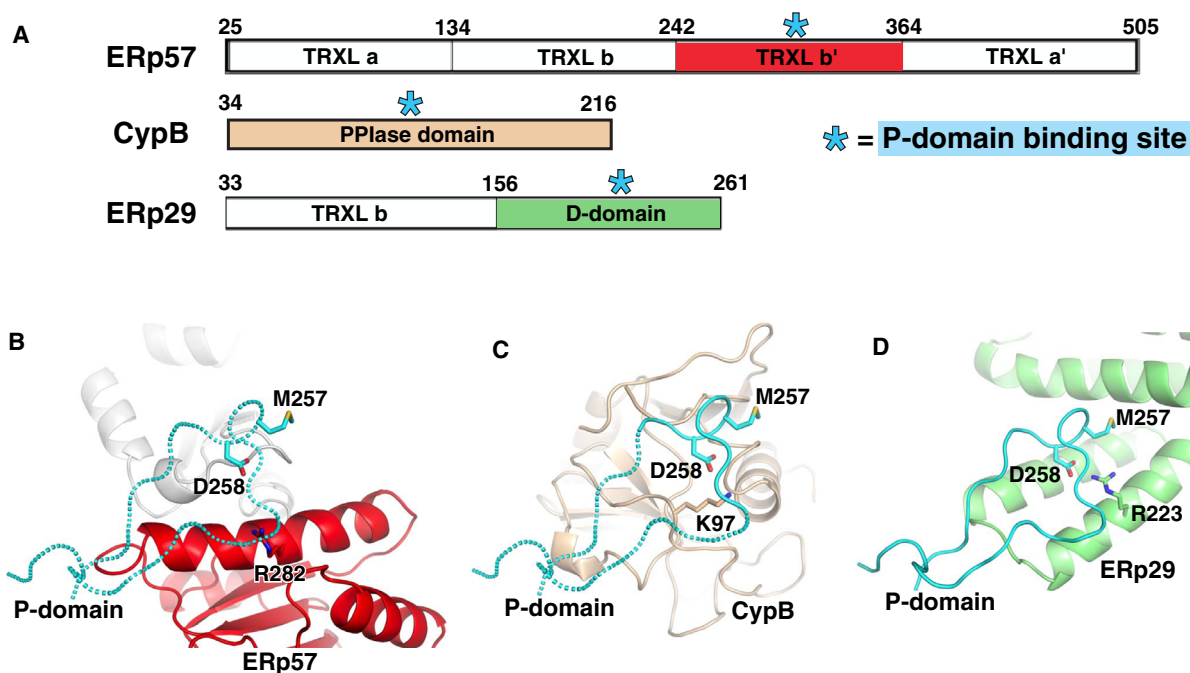 A
25 134 242 364 505
ERp57 TRXL a TRXL b TRXL b' TRXL a'
34 216
CypB PPIase domain
= P-domain binding site
33 156 261
ERp29 TRXL b D-domain
B
M257
D258
R282
P-domain
ERp57
C
M257
D258
K97
P-domain
CypB
D
M257
D258
R223
ERp29
P-domain